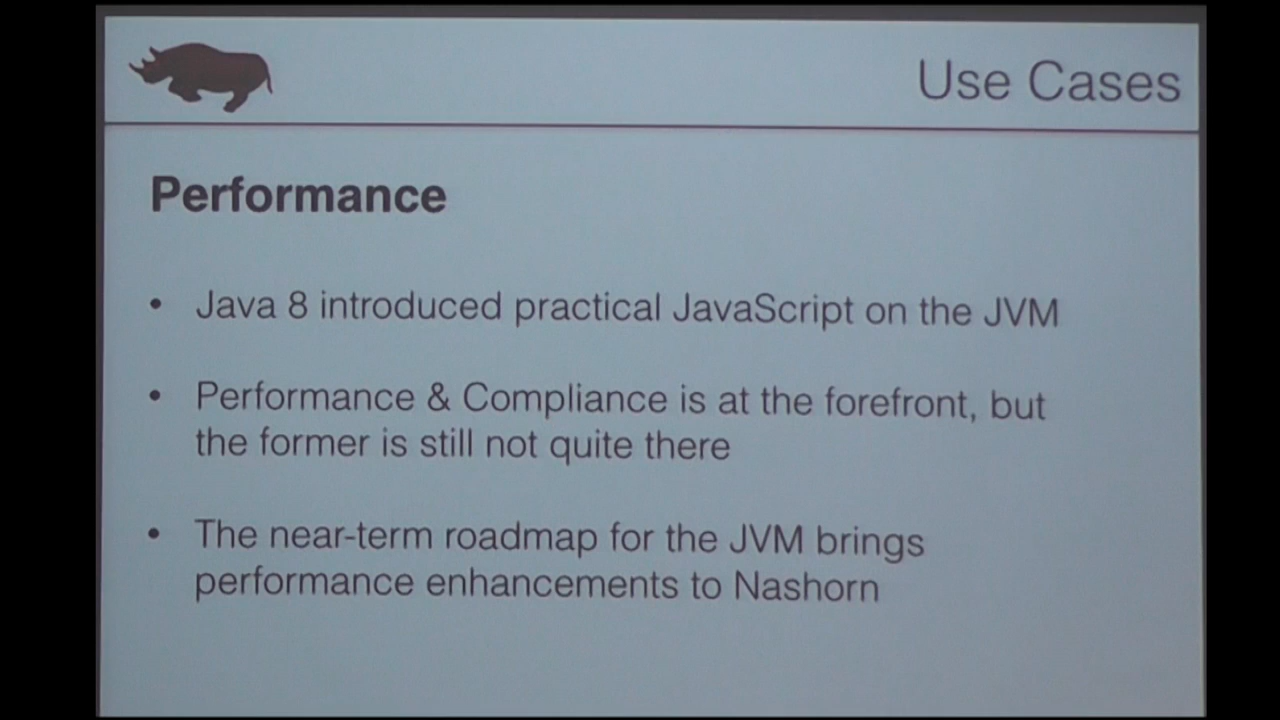 Use Cases
Performance
• Java 8 introduced practical JavaScript on the JVM
• Performance & Compliance is at the forefront, but
the former is still not quite there
• The near-term roadmap for the JVM brings
performance enhancements to Nashorn